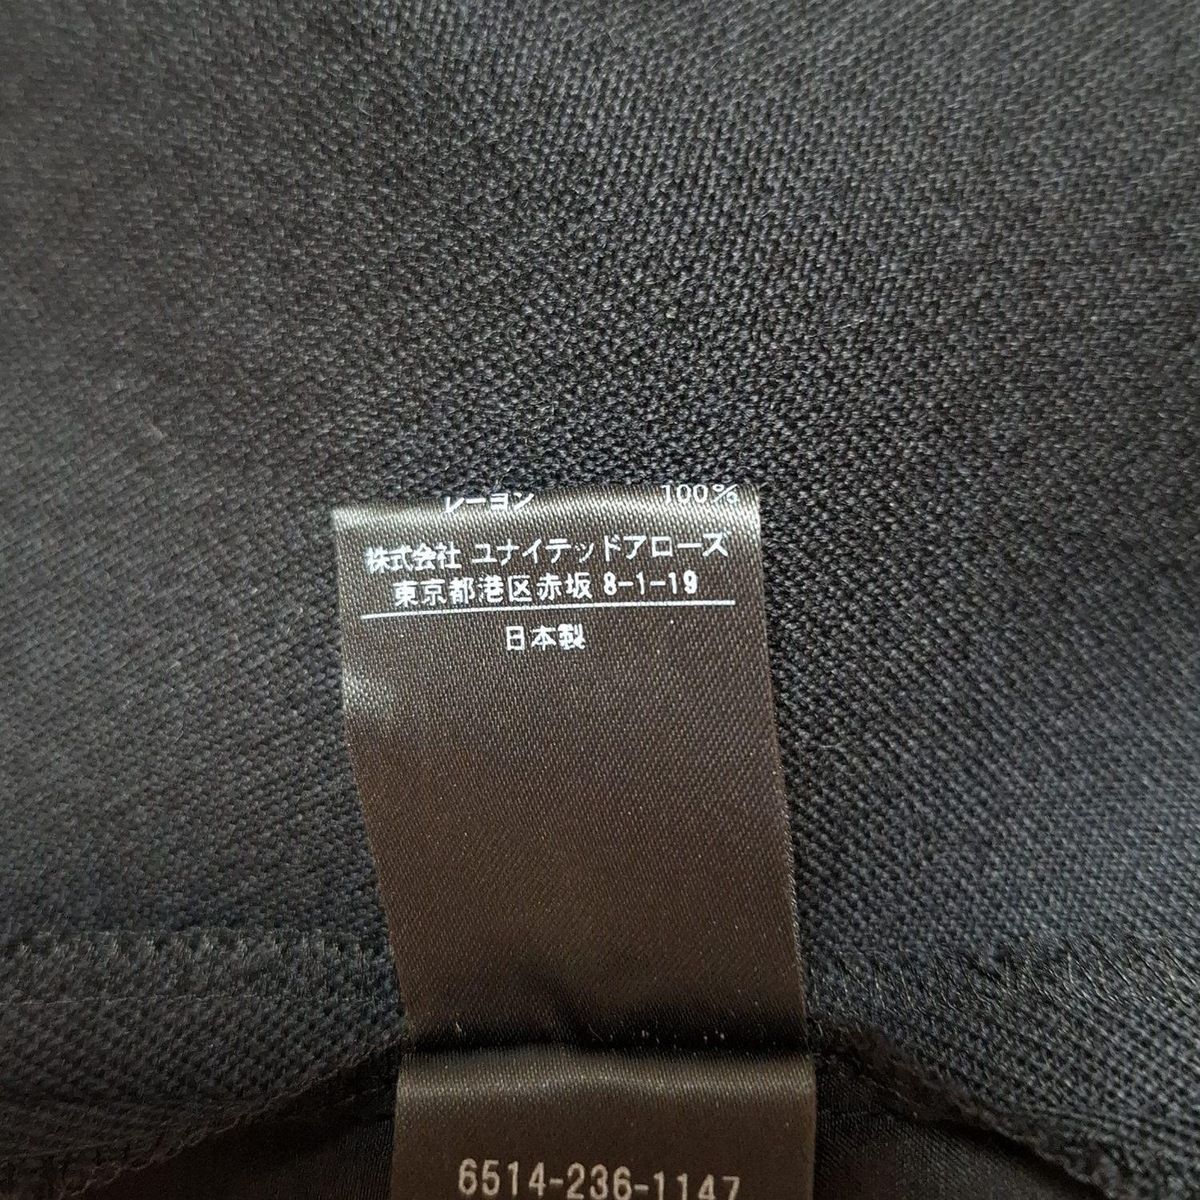 レーヨン 100%
株式会社 ユナイテッドアローズ
東京都港区赤坂 8-1-19
日本製
6514-236-1147